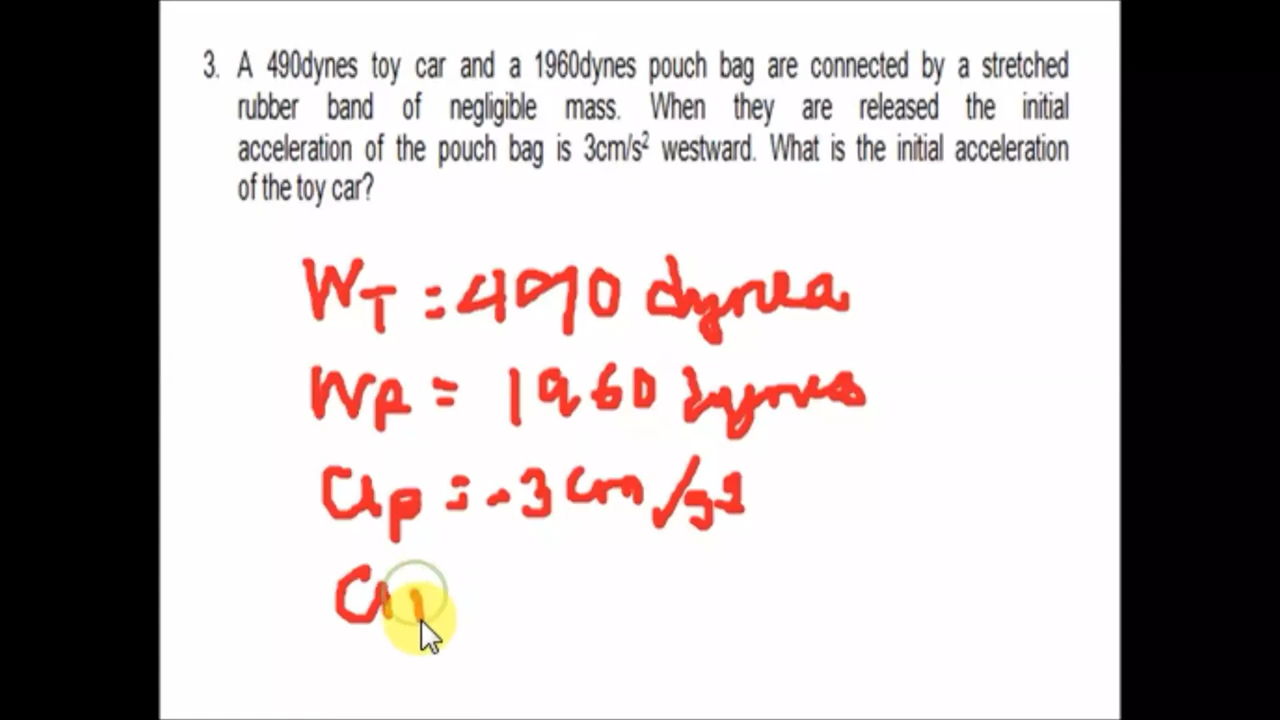 3. A 490dynes toy car and a 1960dynes pouch bag are connected by a stretched
rubber band of negligible mass. When they are released the initial
acceleration of the pouch bag is 3cm/s² westward. What is the initial acceleration
of the toy car?
W_T = 490 dynes
W_P = 1960 dynes
a_P = -3 cm/s²
a